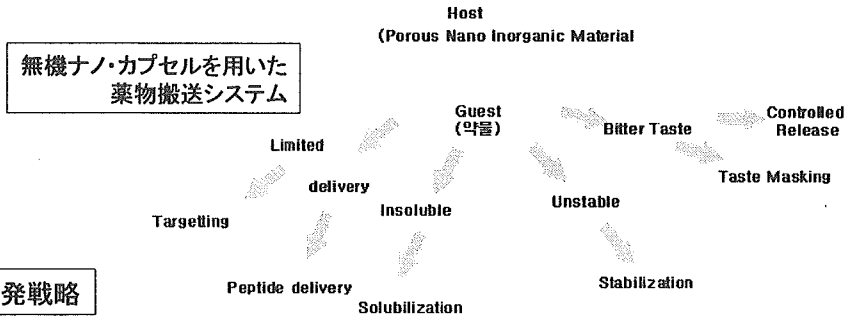 Host
(Porous Nano Inorganic Material
無機ナノ・カプセルを用いた
薬物搬送システム
Guest
(약물)
Controlled
Release
Bitter Taste
Limited
Taste Masking
delivery
Insoluble
Unstable
Targetting
Peptide delivery
Stabilization
Solubilization
発戦略